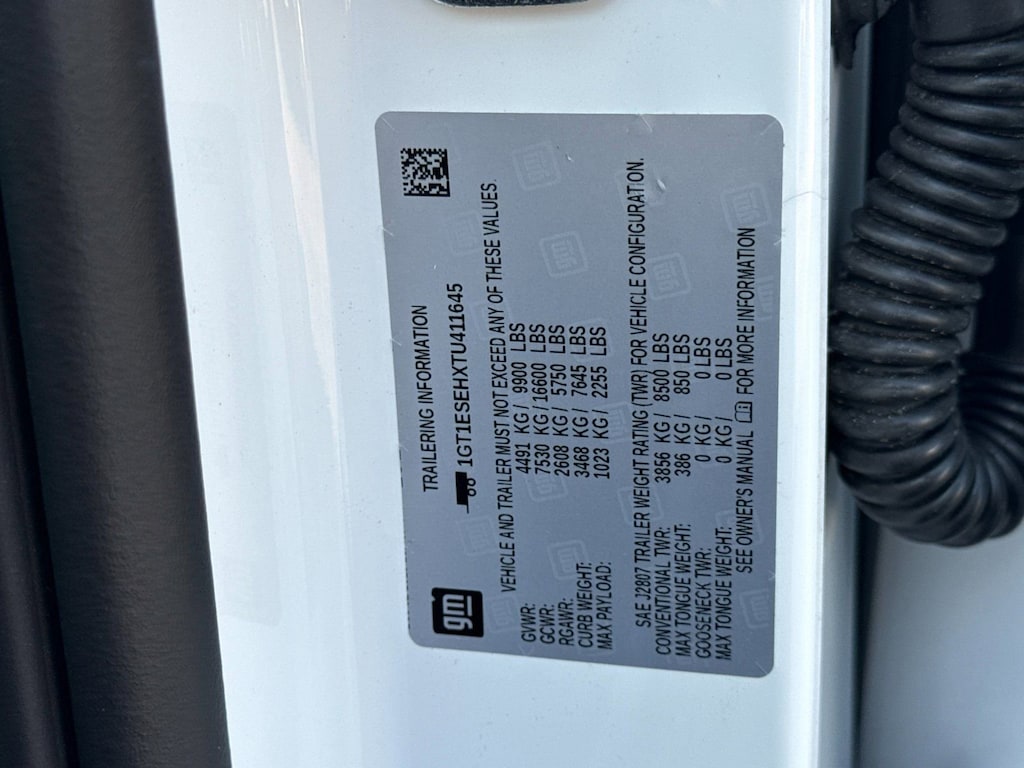 gm
TRAILERING INFORMATION
1GT1ESEHXTU411645
VEHICLE AND TRAILER MUST NOT EXCEED ANY OF THESE VALUES.
GVWR: 4491 KG / 9900 LBS
GCWR: 7530 KG / 16600 LBS
RGAWR: 2608 KG / 5750 LBS
CURB WEIGHT: 3468 KG / 7645 LBS
MAX PAYLOAD: 1023 KG / 2255 LBS
SAE J2807 TRAILER WEIGHT RATING (TWR) FOR VEHICLE CONFIGURATION.
CONVENTIONAL TWR: 3856 KG / 8500 LBS
MAX TONGUE WEIGHT: 386 KG / 850 LBS
GOOSENECK TWR: 0 KG / 0 LBS
MAX TONGUE WEIGHT: 0 KG / 0 LBS
SEE OWNER'S MANUAL FOR MORE INFORMATION